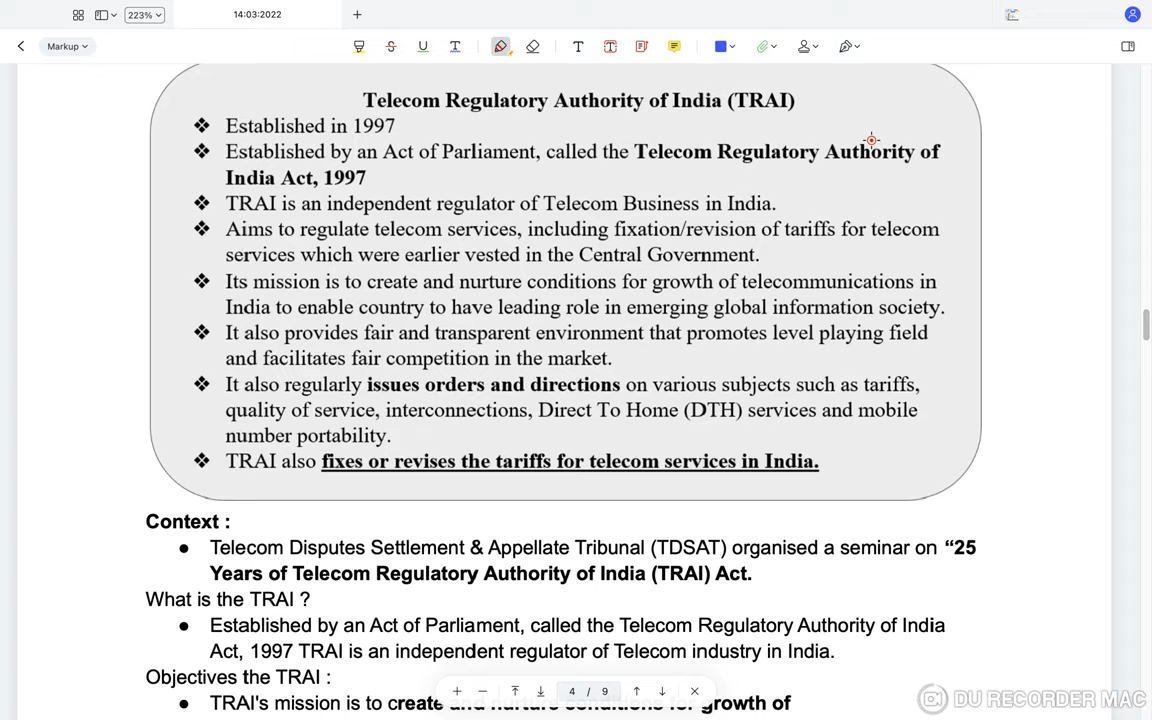 223%
14:03:2022
Markup
Telecom Regulatory Authority of India (TRAI)
❖ Established in 1997
❖ Established by an Act of Parliament, called the Telecom Regulatory Authority of
India Act, 1997
❖ TRAI is an independent regulator of Telecom Business in India.
❖ Aims to regulate telecom services, including fixation/revision of tariffs for telecom
services which were earlier vested in the Central Government.
❖ Its mission is to create and nurture conditions for growth of telecommunications in
India to enable country to have leading role in emerging global information society.
❖ It also provides fair and transparent environment that promotes level playing field
and facilitates fair competition in the market.
❖ It also regularly issues orders and directions on various subjects such as tariffs,
quality of service, interconnections, Direct To Home (DTH) services and mobile
number portability.
❖ TRAI also fixes or revises the tariffs for telecom services in India.
Context :
● Telecom Disputes Settlement & Appellate Tribunal (TDSAT) organised a seminar on “25
Years of Telecom Regulatory Authority of India (TRAI) Act.
What is the TRAI ?
● Established by an Act of Parliament, called the Telecom Regulatory Authority of India
Act, 1997 TRAI is an independent regulator of Telecom industry in India.
Objectives the TRAI :
● TRAI's mission is to create and nurture conditions for growth of
4 / 9
DU RECORDER MAC